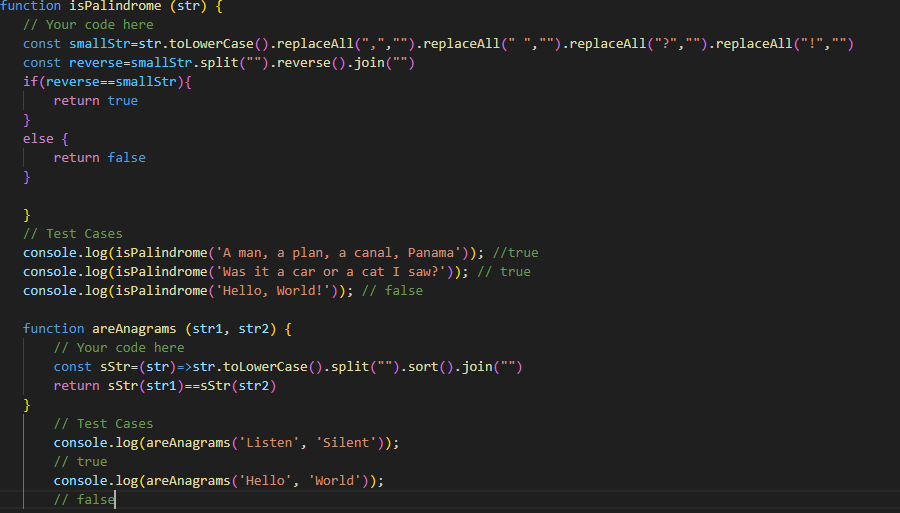 function isPalindrome (str) {
// Your code here
const smallStr=str.toLowerCase().replaceAll(",","").replaceAll(" ","").replaceAll("?","").replaceAll("!","")
const reverse=smallStr.split("").reverse().join("")
if(reverse==smallStr){
return true
}
else {
return false
}
}
// Test Cases
console.log(isPalindrome('A man, a plan, a canal, Panama')); //true
console.log(isPalindrome('Was it a car or a cat I saw?')); // true
console.log(isPalindrome('Hello, World!')); // false
function areAnagrams (str1, str2) {
// Your code here
const sStr=(str)=>str.toLowerCase().split("").sort().join("")
return sStr(str1)==sStr(str2)
}
// Test Cases
console.log(areAnagrams('Listen', 'Silent'));
// true
console.log(areAnagrams('Hello', 'World'));
// false